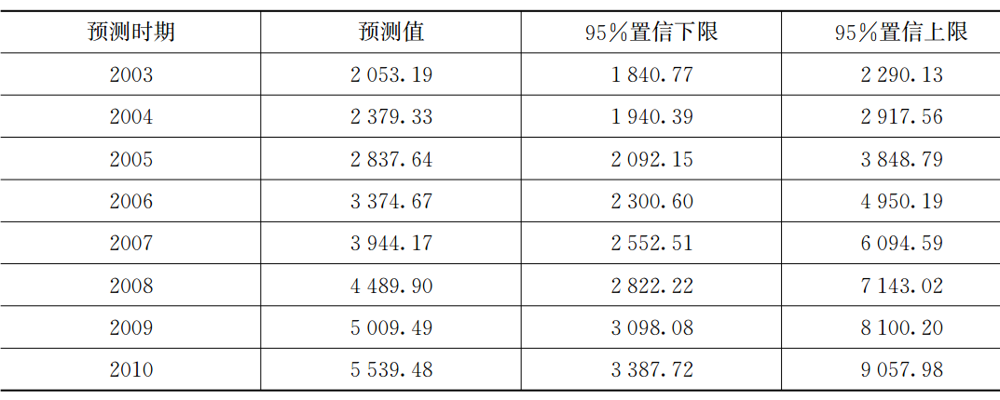 预测时期 预测值 95%置信下限 95%置信上限
2003 2 053.19 1 840.77 2 290.13
2004 2 379.33 1 940.39 2 917.56
2005 2 837.64 2 092.15 3 848.79
2006 3 374.67 2 300.60 4 950.19
2007 3 944.17 2 552.51 6 094.59
2008 4 489.90 2 822.22 7 143.02
2009 5 009.49 3 098.08 8 100.20
2010 5 539.48 3 387.72 9 057.98